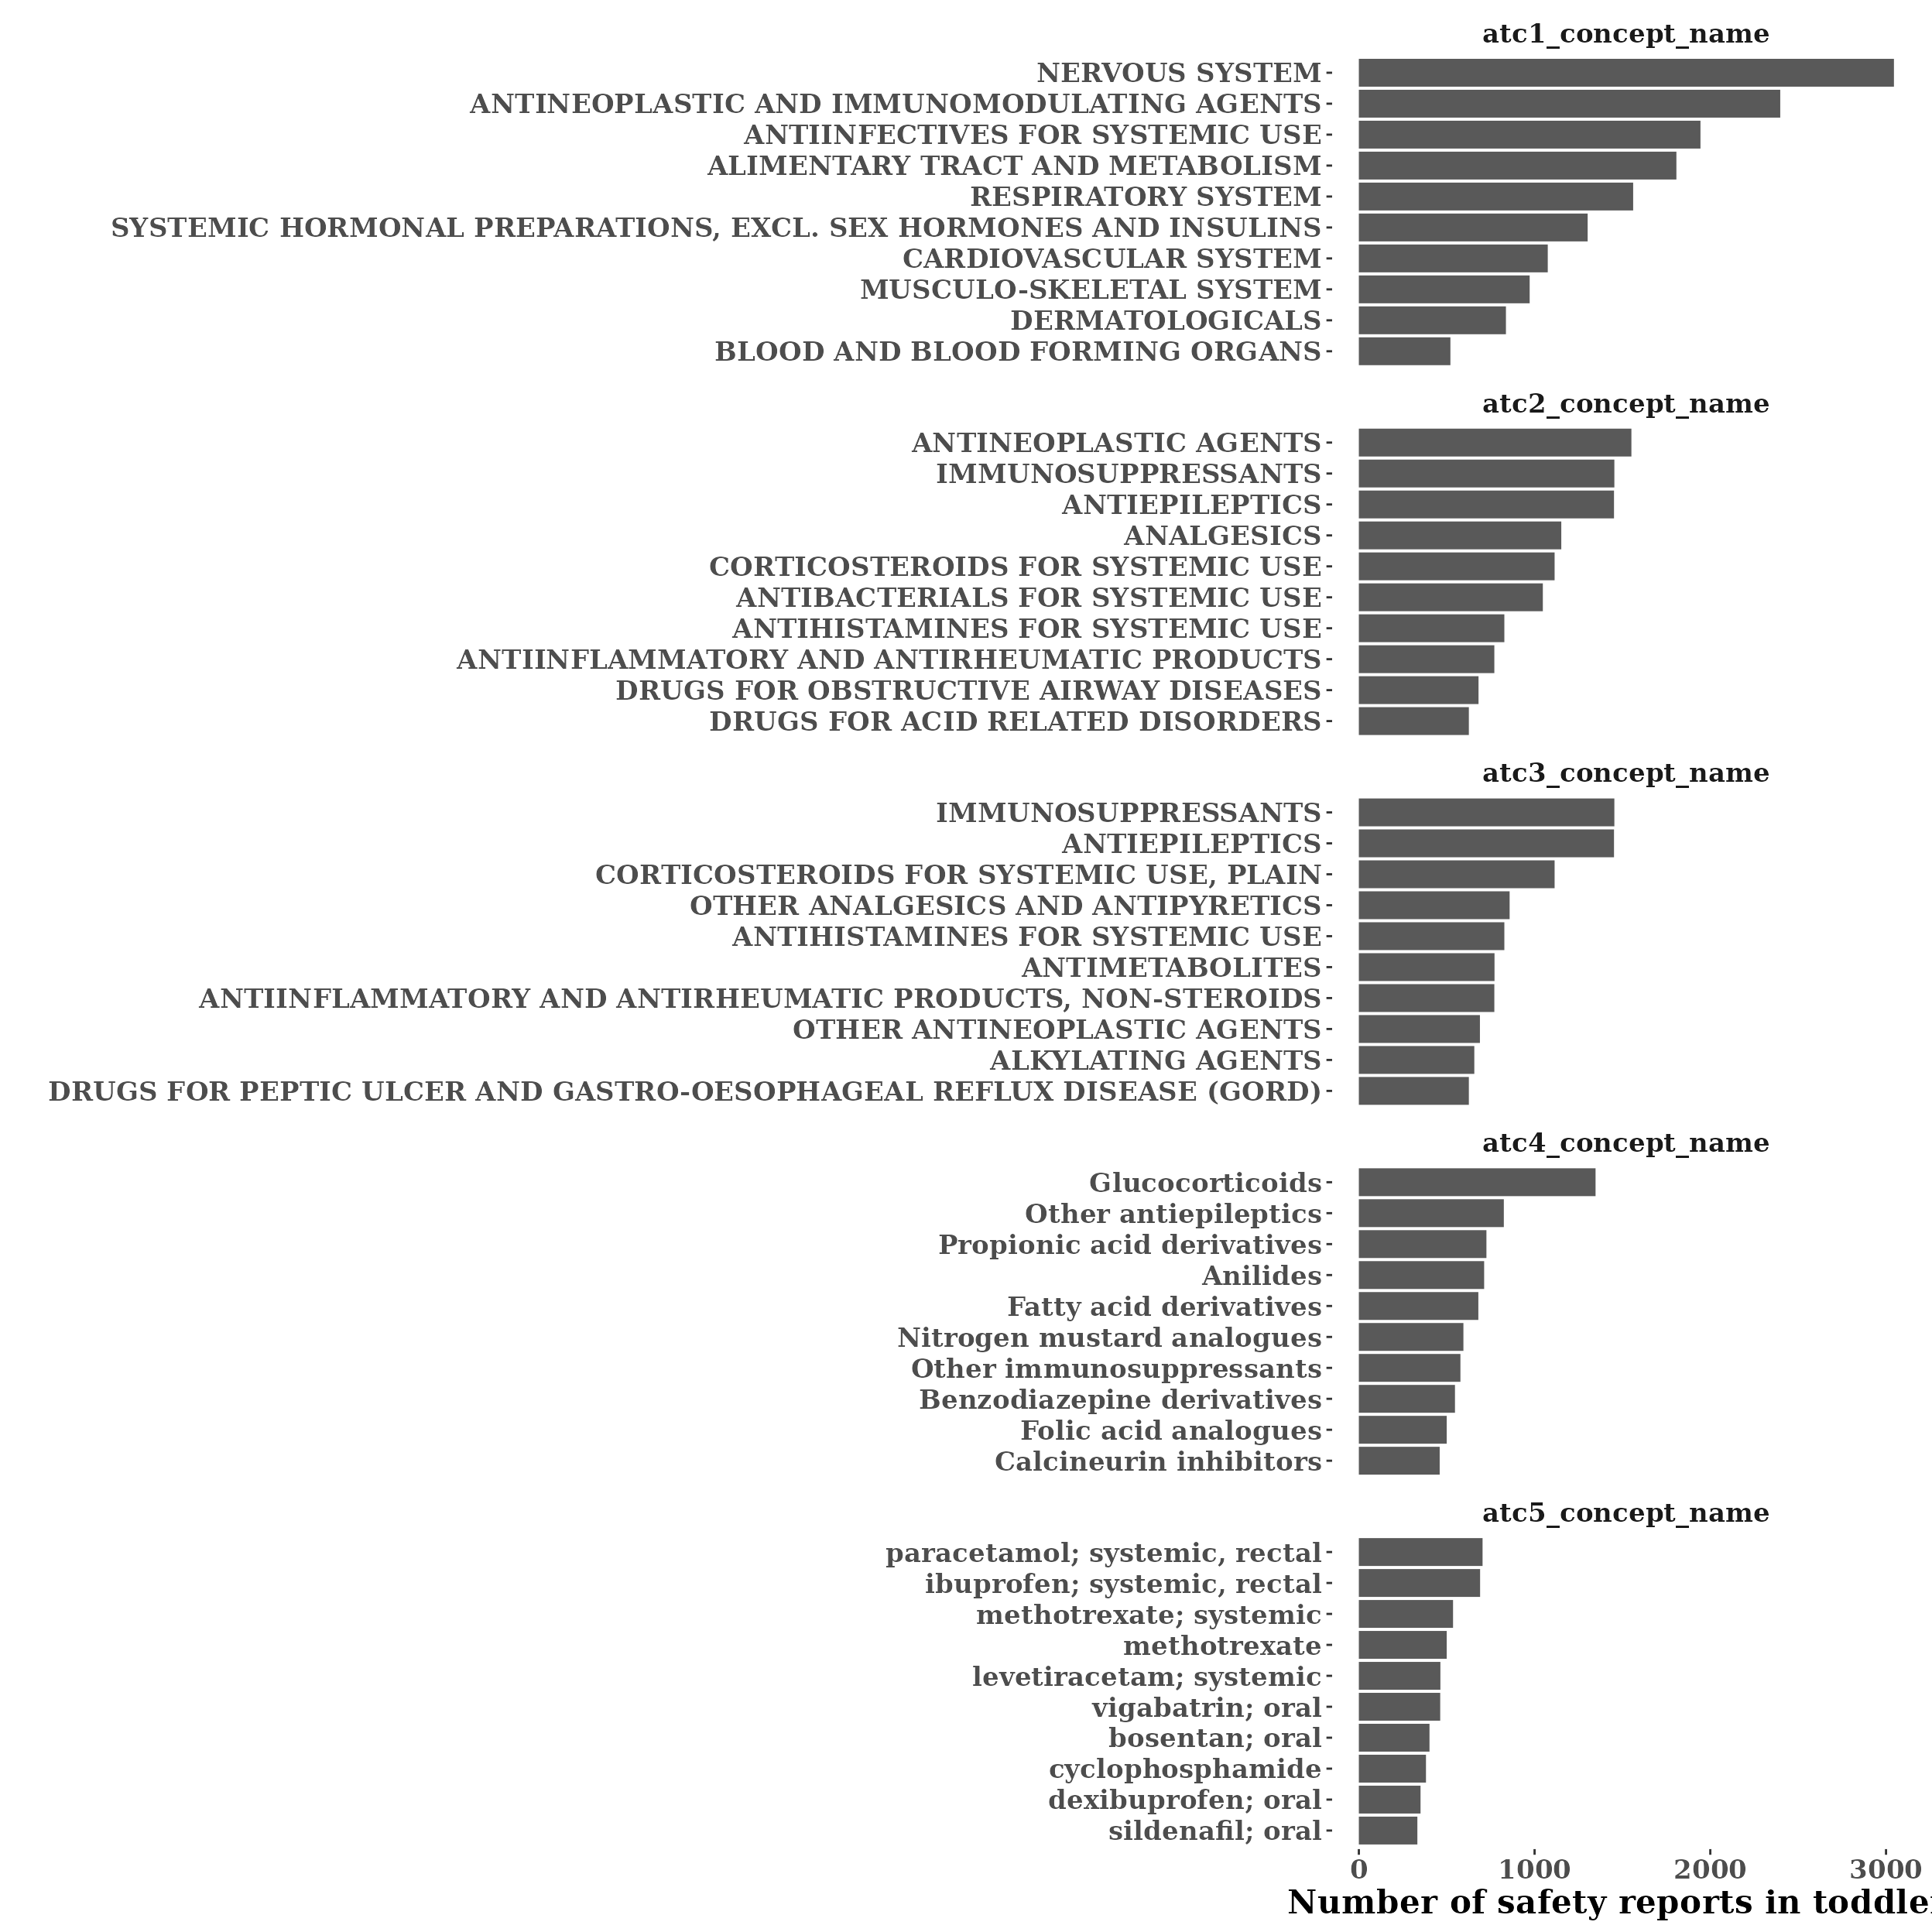 atc1_concept_name
NERVOUS SYSTEM
ANTINEOPLASTIC AND IMMUNOMODULATING AGENTS
ANTIINFECTIVES FOR SYSTEMIC USE
ALIMENTARY TRACT AND METABOLISM
RESPIRATORY SYSTEM
SYSTEMIC HORMONAL PREPARATIONS, EXCL. SEX HORMONES AND INSULINS
CARDIOVASCULAR SYSTEM
MUSCULO-SKELETAL SYSTEM
DERMATOLOGICALS
BLOOD AND BLOOD FORMING ORGANS
atc2_concept_name
ANTINEOPLASTIC AGENTS
IMMUNOSUPPRESSANTS
ANTIEPILEPTICS
ANALGESICS
CORTICOSTEROIDS FOR SYSTEMIC USE
ANTIBACTERIALS FOR SYSTEMIC USE
ANTIHISTAMINES FOR SYSTEMIC USE
ANTIINFLAMMATORY AND ANTIRHEUMATIC PRODUCTS
DRUGS FOR OBSTRUCTIVE AIRWAY DISEASES
DRUGS FOR ACID RELATED DISORDERS
atc3_concept_name
IMMUNOSUPPRESSANTS
ANTIEPILEPTICS
CORTICOSTEROIDS FOR SYSTEMIC USE, PLAIN
OTHER ANALGESICS AND ANTIPYRETICS
ANTIHISTAMINES FOR SYSTEMIC USE
ANTIMETABOLITES
ANTIINFLAMMATORY AND ANTIRHEUMATIC PRODUCTS, NON-STEROIDS
OTHER ANTINEOPLASTIC AGENTS
ALKYLATING AGENTS
DRUGS FOR PEPTIC ULCER AND GASTRO-OESOPHAGEAL REFLUX DISEASE (GORD)
atc4_concept_name
Glucocorticoids
Other antiepileptics
Propionic acid derivatives
Anilides
Fatty acid derivatives
Nitrogen mustard analogues
Other immunosuppressants
Benzodiazepine derivatives
Folic acid analogues
Calcineurin inhibitors
atc5_concept_name
paracetamol; systemic, rectal
ibuprofen; systemic, rectal
methotrexate; systemic
methotrexate
levetiracetam; systemic
vigabatrin; oral
bosentan; oral
cyclophosphamide
dexibuprofen; oral
sildenafil; oral
0 1000 2000 3000
Number of safety reports in